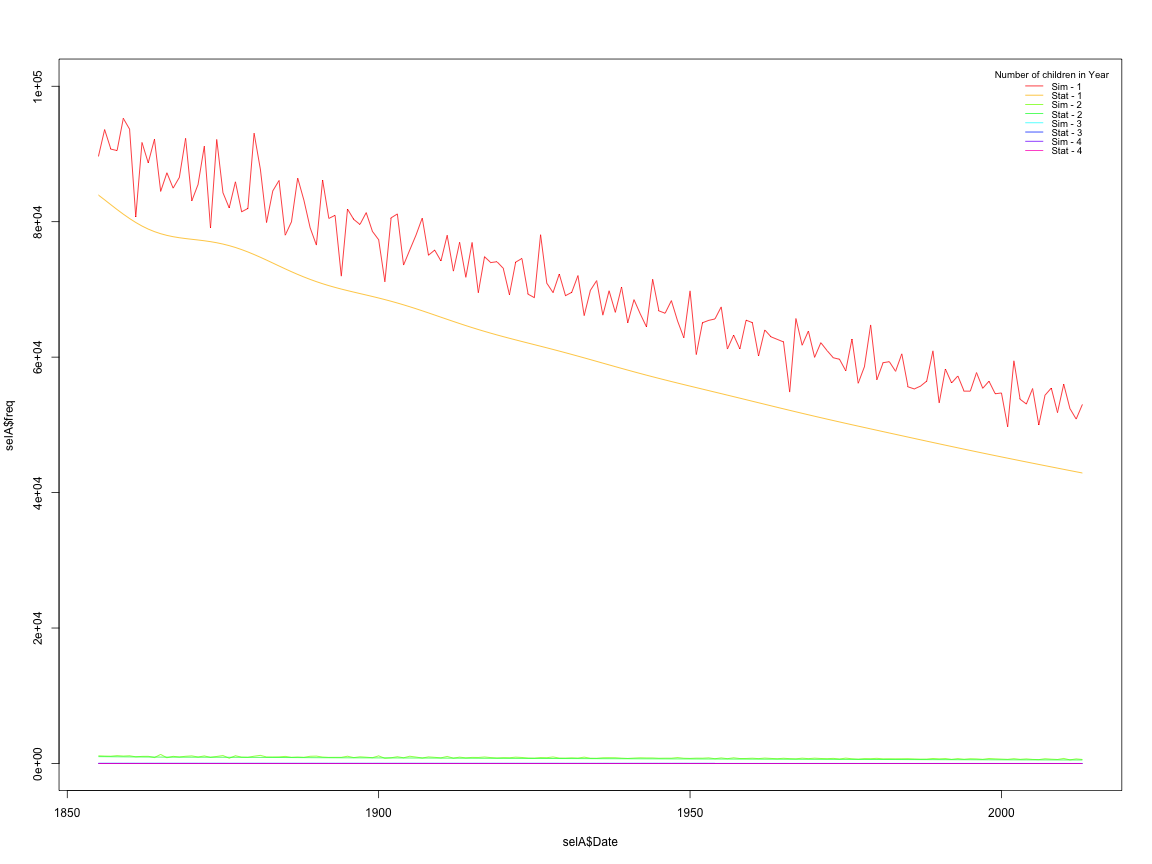 Number of children in Year
Sim - 1
Stat - 1
Sim - 2
Stat - 2
Sim - 3
Stat - 3
Sim - 4
Stat - 4
1e+05
8e+04
6e+04
4e+04
2e+04
0e+00
selA$freq
1850
1900
1950
2000
selA$Date